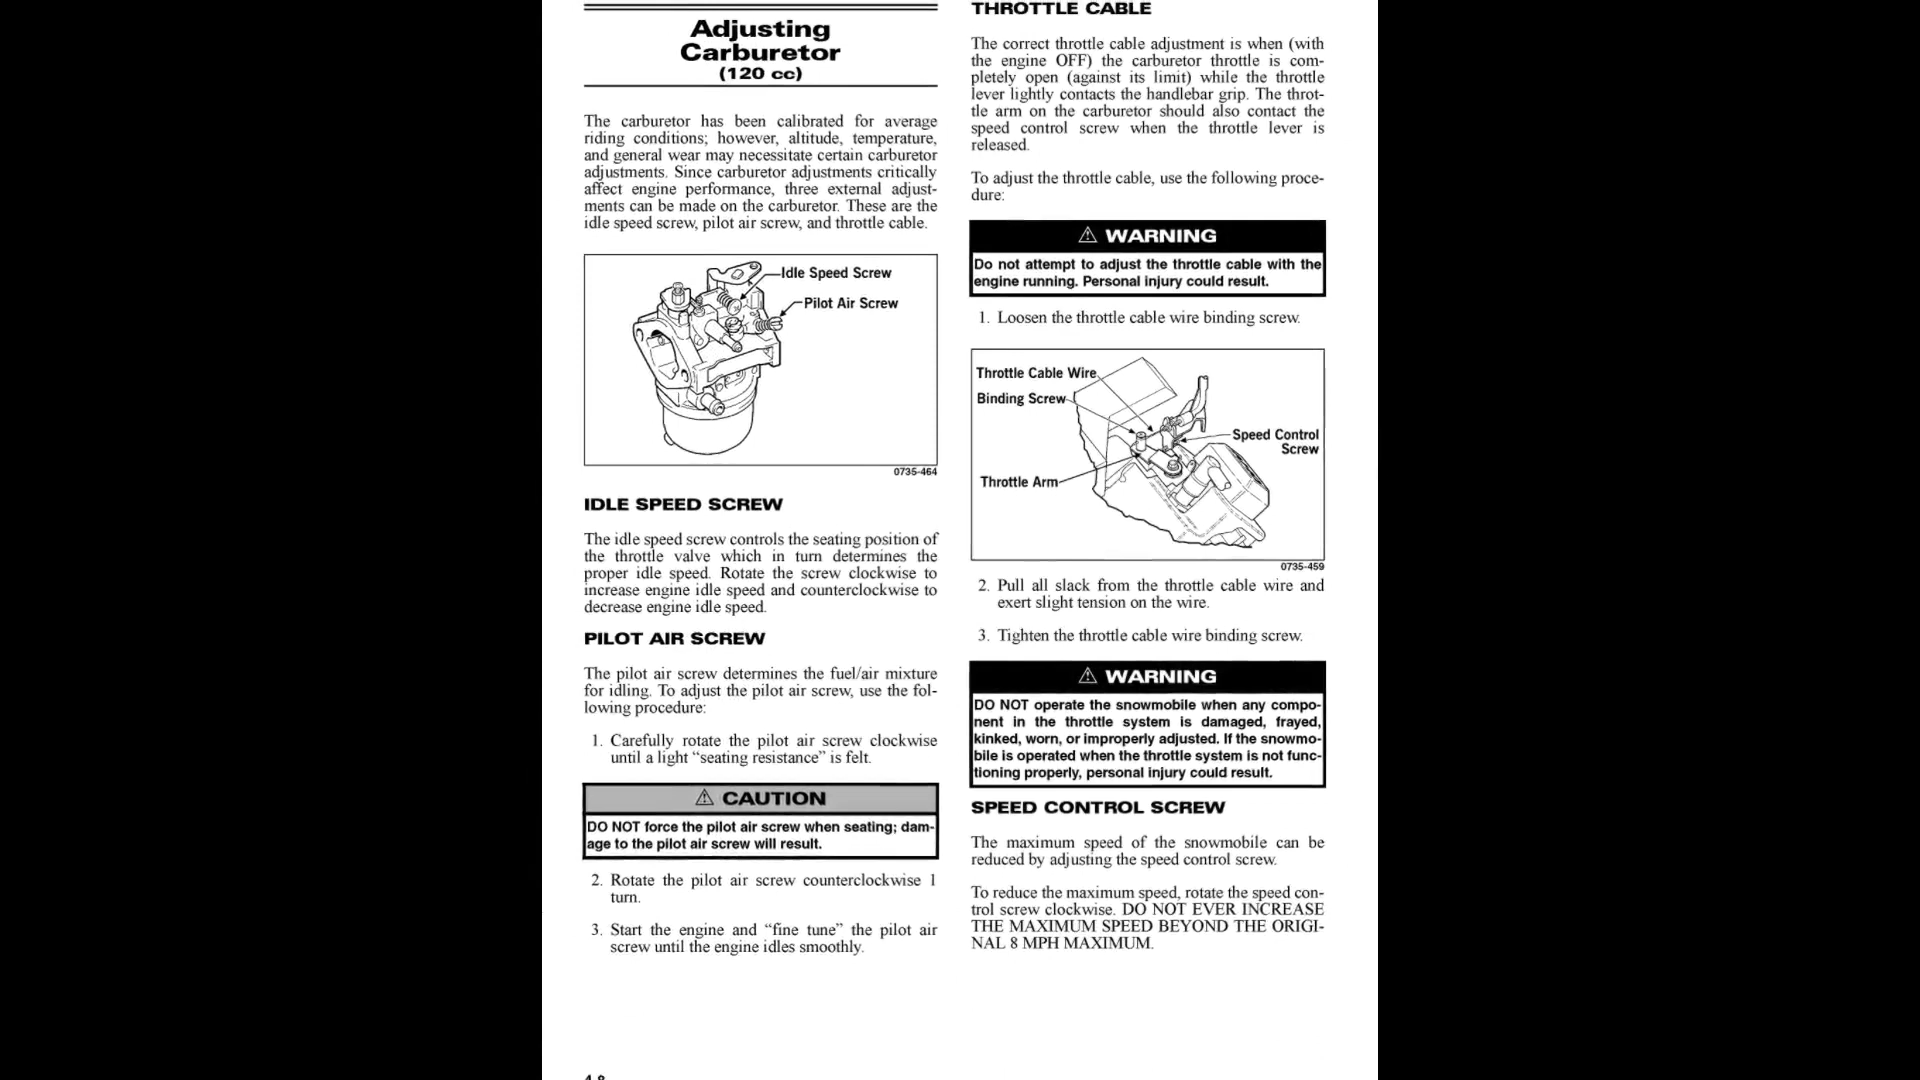 Adjusting
Carburetor
(120 cc)
The carburetor has been calibrated for average
riding conditions; however, altitude, temperature,
and general wear may necessitate certain carburetor
adjustments. Since carburetor adjustments critically
affect engine performance, three external adjust-
ments can be made on the carburetor. These are the
idle speed screw, pilot air screw, and throttle cable.
Idle Speed Screw
Pilot Air Screw
0735-464
IDLE SPEED SCREW
The idle speed screw controls the seating position of
the throttle valve which in turn determines the
proper idle speed. Rotate the screw clockwise to
increase engine idle speed and counterclockwise to
decrease engine idle speed.
PILOT AIR SCREW
The pilot air screw determines the fuel/air mixture
for idling. To adjust the pilot air screw, use the fol-
lowing procedure:
1. Carefully rotate the pilot air screw clockwise
until a light “seating resistance” is felt.
⚠ CAUTION
DO NOT force the pilot air screw when seating; dam-
age to the pilot air screw will result.
2. Rotate the pilot air screw counterclockwise 1
turn.
3. Start the engine and “fine tune” the pilot air
screw until the engine idles smoothly.
THROTTLE CABLE
The correct throttle cable adjustment is when (with
the engine OFF) the carburetor throttle is com-
pletely open (against its limit) while the throttle
lever lightly contacts the handlebar grip. The throt-
tle arm on the carburetor should also contact the
speed control screw when the throttle lever is
released.
To adjust the throttle cable, use the following proce-
dure:
⚠ WARNING
Do not attempt to adjust the throttle cable with the
engine running. Personal injury could result.
1. Loosen the throttle cable wire binding screw.
Throttle Cable Wire
Binding Screw
Speed Control
Screw
Throttle Arm
0735-459
2. Pull all slack from the throttle cable wire and
exert slight tension on the wire.
3. Tighten the throttle cable wire binding screw.
⚠ WARNING
DO NOT operate the snowmobile when any compo-
nent in the throttle system is damaged, frayed,
kinked, worn, or improperly adjusted. If the snowmo-
bile is operated when the throttle system is not func-
tioning properly, personal injury could result.
SPEED CONTROL SCREW
The maximum speed of the snowmobile can be
reduced by adjusting the speed control screw.
To reduce the maximum speed, rotate the speed con-
trol screw clockwise. DO NOT EVER INCREASE
THE MAXIMUM SPEED BEYOND THE ORIGI-
NAL 8 MPH MAXIMUM.